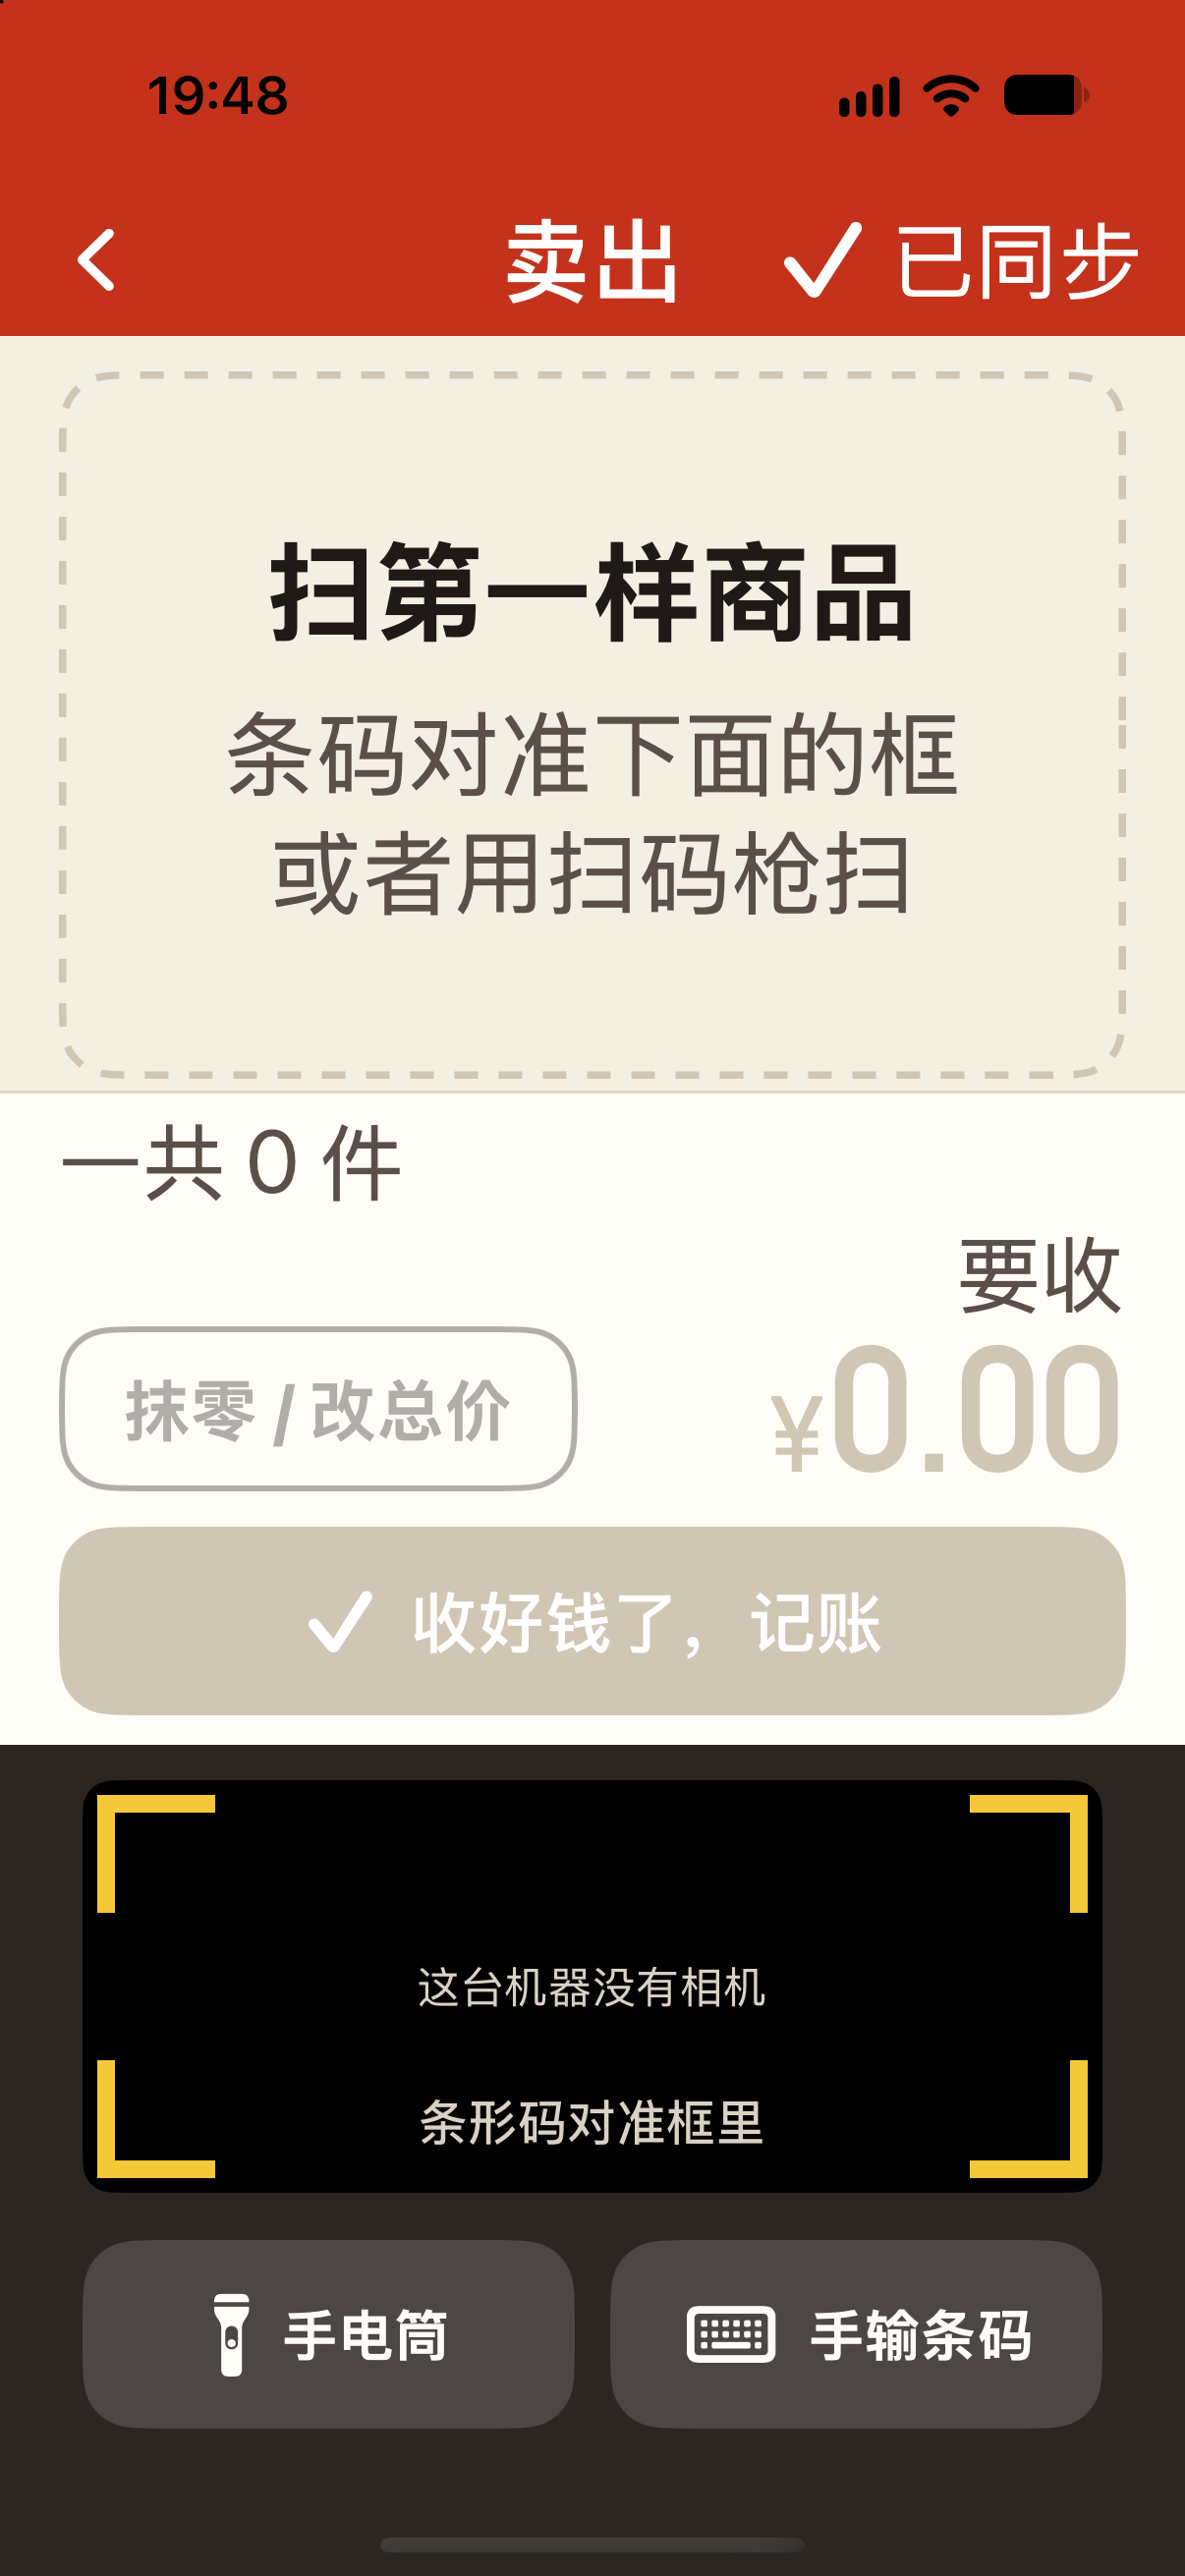 19:48
卖出
已同步
扫第一样商品
条码对准下面的框
或者用扫码枪扫
一共 0 件
要收
抹零 / 改总价
¥0.00
收好钱了，记账
这台机器没有相机
条形码对准框里
手电筒
手输条码